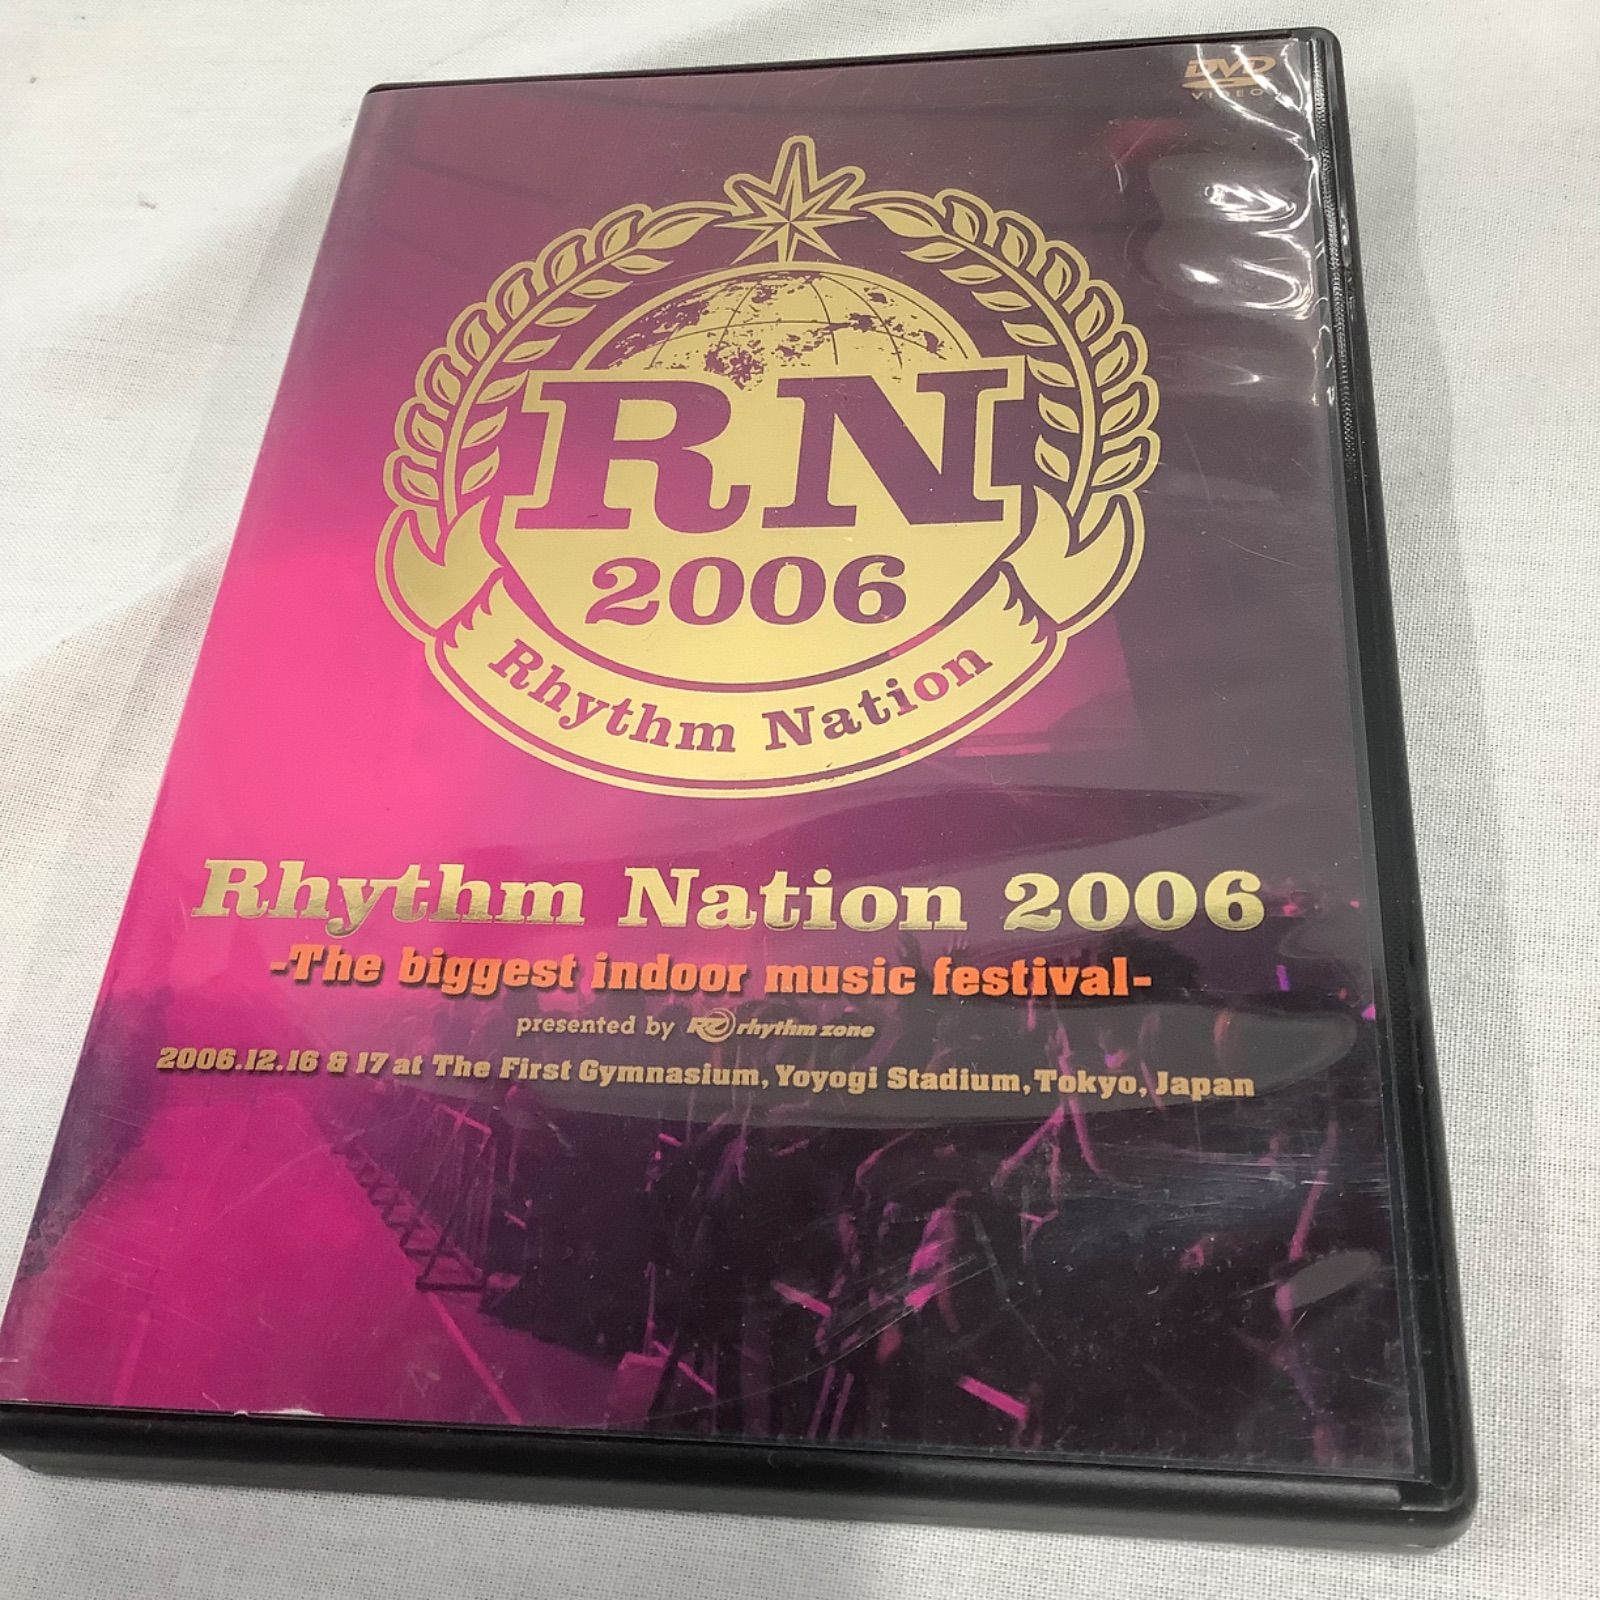 DVD
VIDEO
RN
2006
Rhythm Nation
Rhythm Nation 2006
-The biggest indoor music festival-
presented by RZ rhythm zone
2006.12.16 & 17 at The First Gymnasium, Yoyogi Stadium, Tokyo, Japan